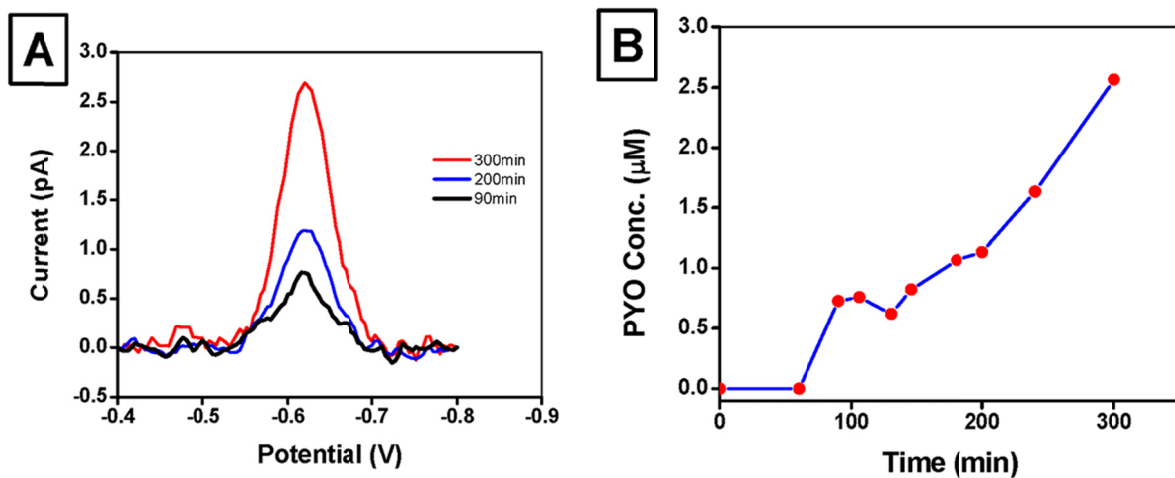 A
3.0
2.5
2.0
1.5
1.0
0.5
0.0
-0.5
Current (pA)
300min
200min
90min
-0.4
-0.5
-0.6
-0.7
-0.8
-0.9
Potential (V)
B
3.0
2.5
2.0
1.5
1.0
0.5
0.0
PYO Conc. (µM)
0
100
200
300
Time (min)